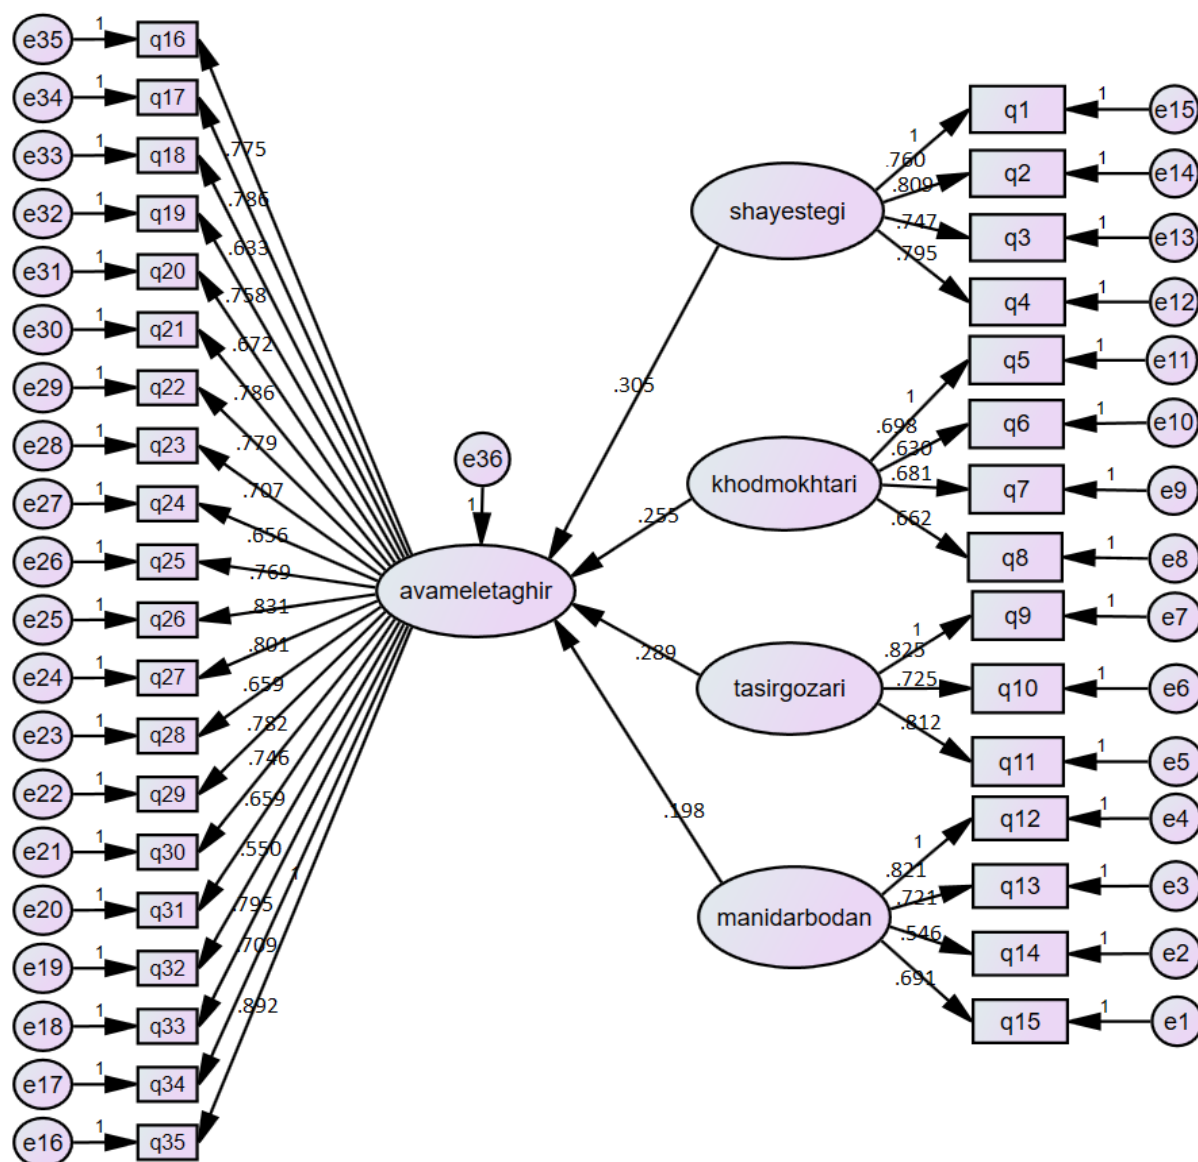 e35 1 q16
e34 1 q17
e33 1 q18
e32 1 q19
e31 1 q20
e30 1 q21
e29 1 q22
e28 1 q23
e27 1 q24
e26 1 q25
e25 1 q26
e24 1 q27
e23 1 q28
e22 1 q29
e21 1 q30
e20 1 q31
e19 1 q32
e18 1 q33
e17 1 q34
e16 1 q35
.775
.786
.633
.758
.672
.786
.779
.707
.656
.769
.831
.801
.659
.782
.746
.659
.550
1
.795
.709
.892
e36
1
avameletaghir
.305
.255
.289
.198
shayestegi
1
.760
.809
.747
.795
q1 1 e15
q2 1 e14
q3 1 e13
q4 1 e12
khodmokhtari
1
.698
.630
.681
.662
q5 1 e11
q6 1 e10
q7 1 e9
q8 1 e8
tasirgozari
1
.825
.725
.812
q9 1 e7
q10 1 e6
q11 1 e5
manidarbodan
1
.821
.721
.546
.691
q12 1 e4
q13 1 e3
q14 1 e2
q15 1 e1